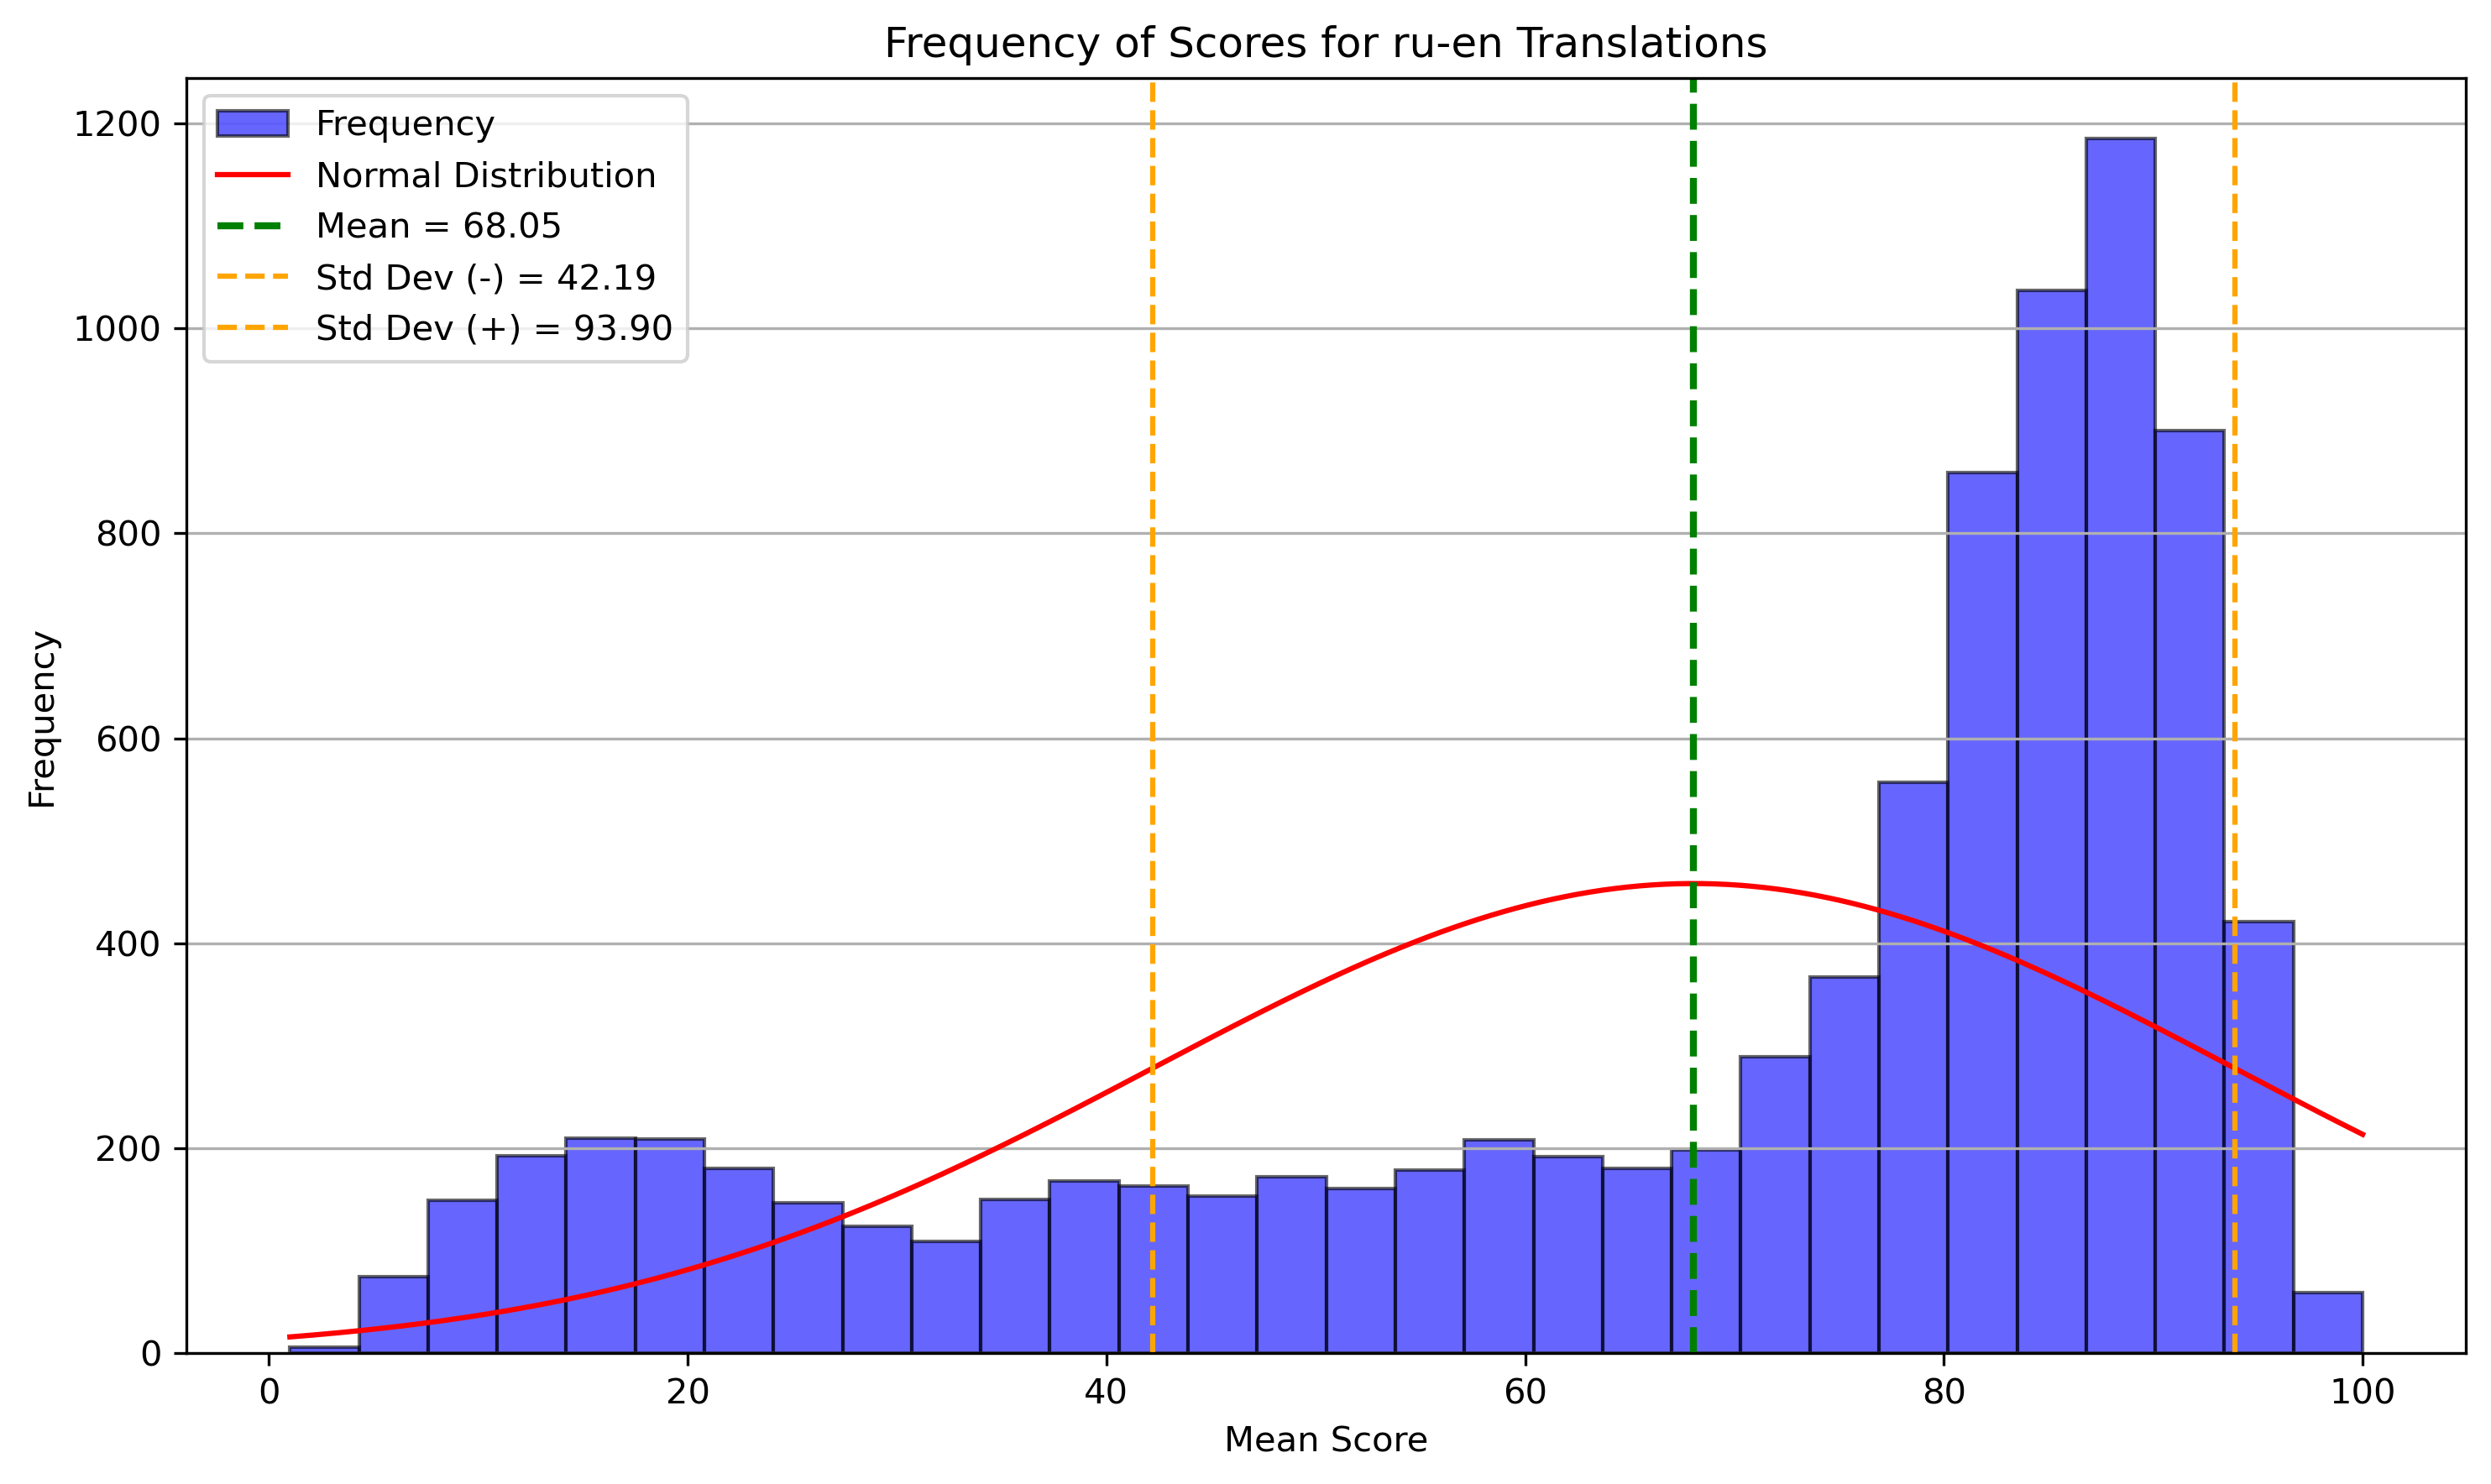 Frequency of Scores for ru-en Translations
Frequency
Normal Distribution
Mean = 68.05
Std Dev (-) = 42.19
Std Dev (+) = 93.90
1200
1000
800
600
400
200
0
Frequency
0 20 40 60 80 100
Mean Score